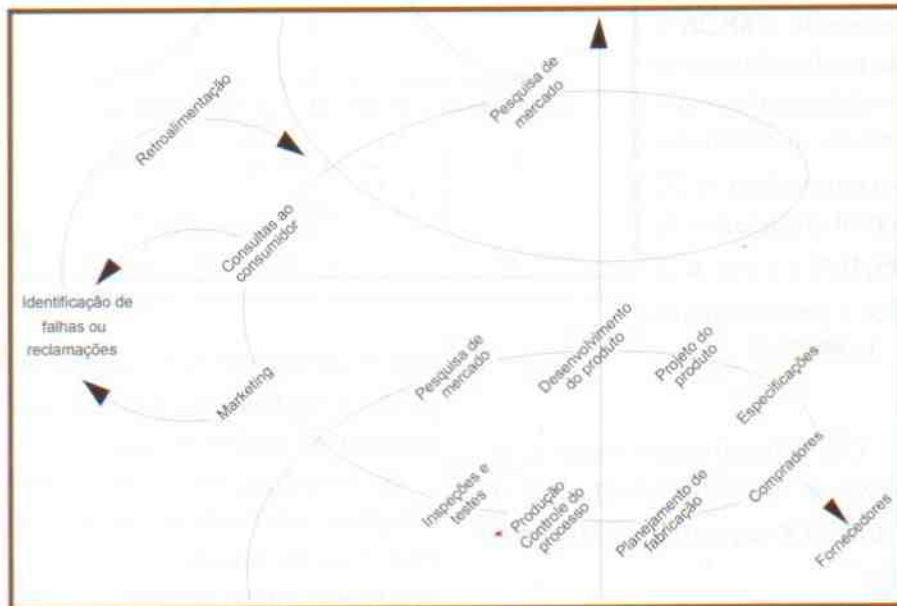 Pesquisa de
mercado
Retroalimentação
Consultas ao
consumidor
Identificação de
falhas ou
reclamações
Marketing
Pesquisa de
mercado
Desenvolvimento
do produto
Projeto do
produto
Especificações
Compradores
Fornecedores
Planejamento de
fabricação
Produção
Controle do
processo
Inspeções e
testes